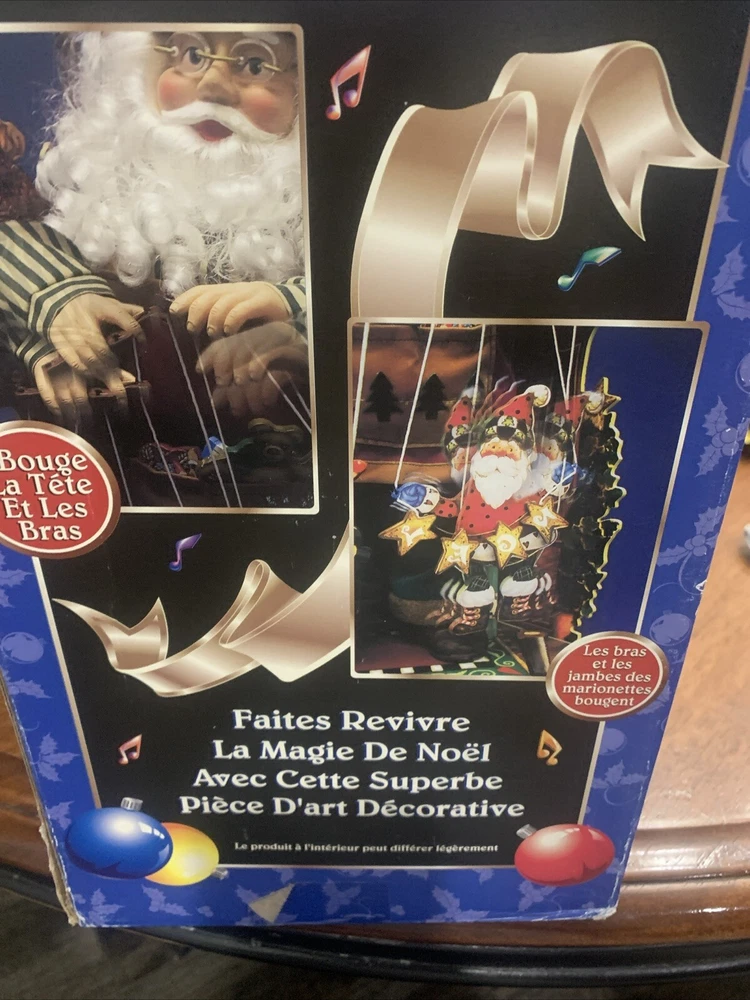 Bouge
La Tête
Et Les
Bras
Les bras
et les
jambes des
marionettes
bougent
Faites Revivre
La Magie De Noël
Avec Cette Superbe
Pièce D'art Décorative
Le produit à l'intérieur peut différer légèrement